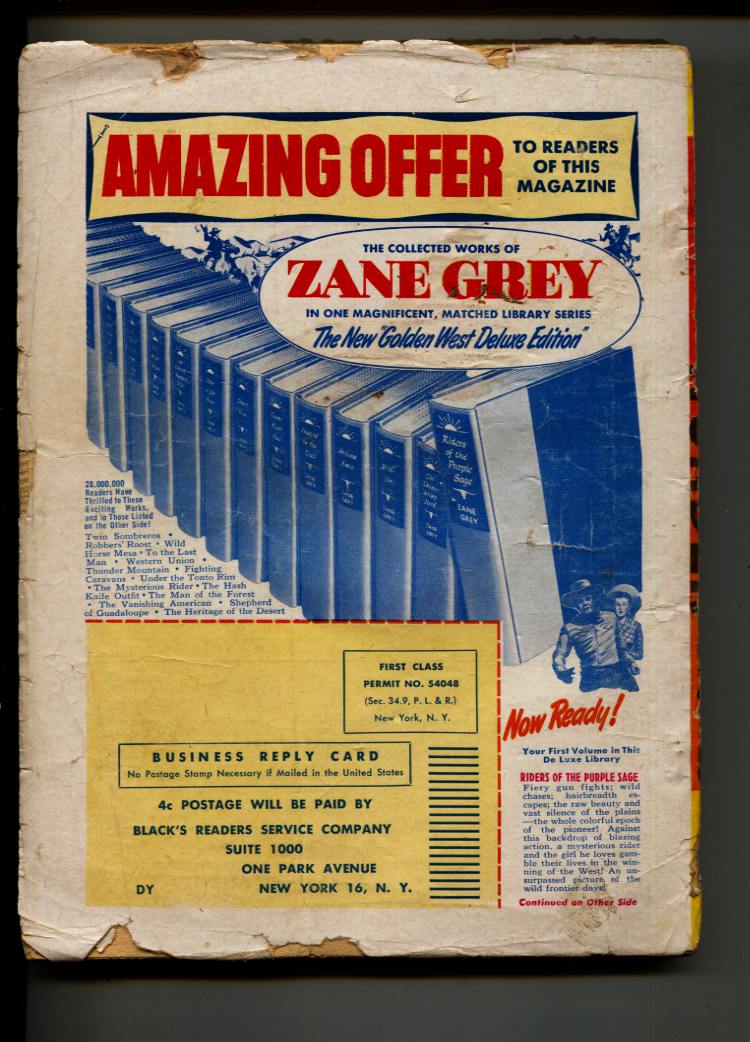 AMAZING OFFER
TO READERS
OF THIS
MAGAZINE
THE COLLECTED WORKS OF
ZANE GREY
IN ONE MAGNIFICENT, MATCHED LIBRARY SERIES
The New "Golden West Deluxe Edition"
Riders
of the
Purple
Sage
ZANE
GREY
28,000,000
Readers Have
Thrilled to These
Exciting Works,
and to Those Listed
on the Other Side!
Twin Sombreros •
Robbers' Roost • Wild
Horse Mesa • To the Last
Man • Western Union •
Thunder Mountain • Fighting
Caravans • Under the Tonto Rim
• The Mysterious Rider • The Hash
Knife Outfit • The Man of the Forest
• The Vanishing American • Shepherd
of Guadaloupe • The Heritage of the Desert
FIRST CLASS
PERMIT NO. 54048
(Sec. 34.9, P. L. & R.)
New York, N. Y.
BUSINESS REPLY CARD
No Postage Stamp Necessary if Mailed in the United States
4c POSTAGE WILL BE PAID BY
BLACK'S READERS SERVICE COMPANY
SUITE 1000
ONE PARK AVENUE
DY NEW YORK 16, N. Y.
Now Ready!
Your First Volume in This
De Luxe Library
RIDERS OF THE PURPLE SAGE
Fiery gun fights; wild
chases; hairbreadth es-
capes; the raw beauty and
vast silence of the plains
—the whole colorful epoch
of the pioneer! Against
this backdrop of blazing
action, a mysterious rider
and the girl he loves gam-
ble their lives in the win-
ning of the West! An un-
surpassed picture of the
wild frontier days!
Continued on Other Side